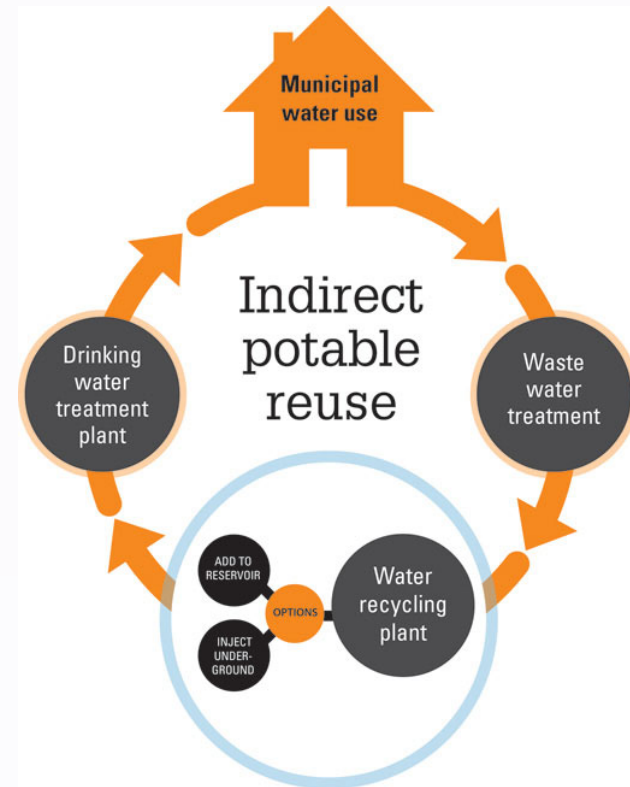 Municipal
water use
Indirect
potable
reuse
Drinking
water
treatment
plant
Waste
water
treatment
ADD TO
RESERVOIR
OPTIONS
INJECT
UNDER-
GROUND
Water
recycling
plant